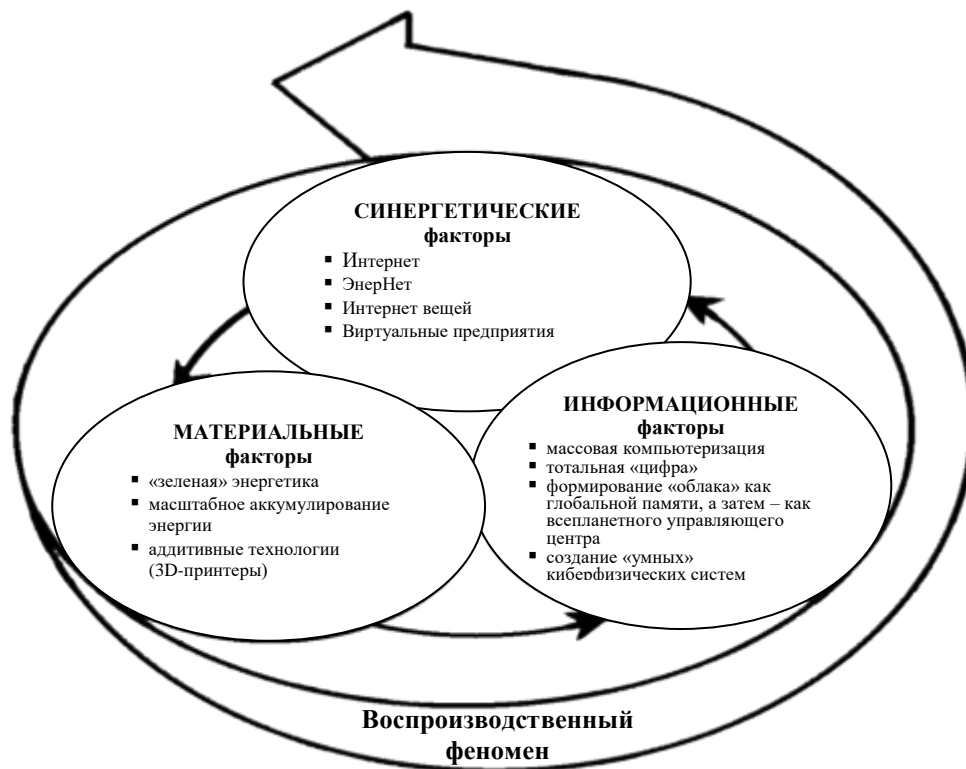 СИНЕРГЕТИЧЕСКИЕ
факторы
▪ Интернет
▪ ЭнерНет
▪ Интернет вещей
▪ Виртуальные предприятия
МАТЕРИАЛЬНЫЕ
факторы
▪ «зеленая» энергетика
▪ масштабное аккумулирование
энергии
▪ аддитивные технологии
(3D-принтеры)
ИНФОРМАЦИОННЫЕ
факторы
▪ массовая компьютеризация
▪ тотальная «цифра»
▪ формирование «облака» как
глобальной памяти, а затем – как
всепланетного управляющего
центра
▪ создание «умных»
киберфизических систем
Воспроизводственный
феномен